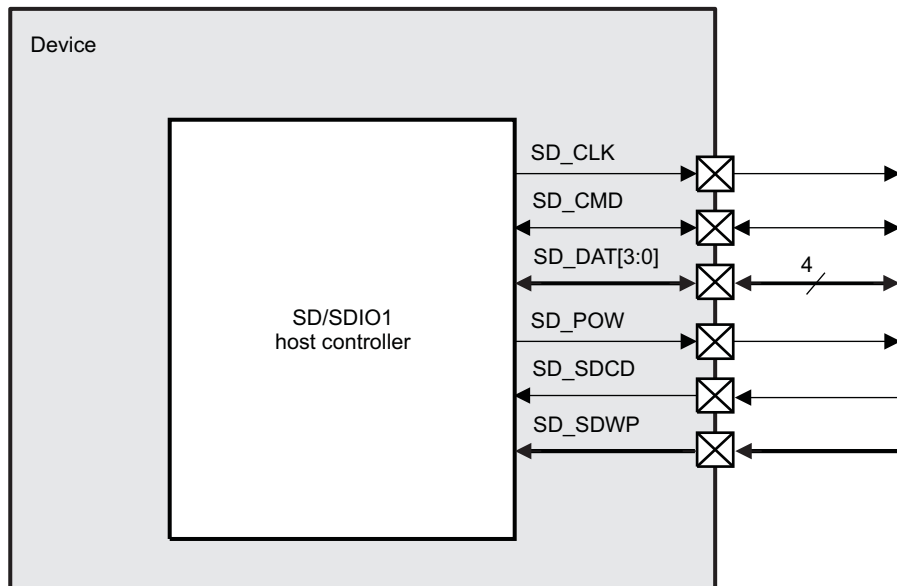 Device
SD_CLK
SD_CMD
SD_DAT[3:0]
4
SD/SDIO1
host controller
SD_POW
SD_SDCD
SD_SDWP